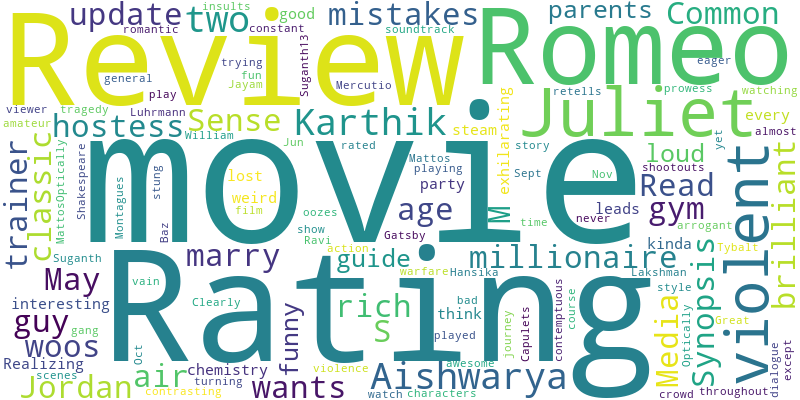 update
two
insults
good
mistakes
parents
Common
romantic
constant
soundtrack
Review
Romeo
general
trying
fun
Suganth13
play
Jayam
Mercutio
retells
prowess
eager
watching
viewer
tragedy
Luhrmann
amateur
hostess
Sense
William
Karthik
steam
exhilarating
Juliet
every
almost
classic
MattosOptically
Shakespeare
Montagues
stung
Baz
movie
Jun
rated
Mattos
playing
story
Sept
Nov
loud
shootouts
yet
trainer
lost
weird
film
party
age
M
leads
never
Read
gym
violent
arrogant
Tybalt
brilliant
oozes
show
Ravi
Gatsby
time
Suganth
marry
action
guide
warfare
Hansika
millionaire
kinda
Lakshman
style
Synopsis
Optically
May
vain
Clearly
Rating
rich
s
bad
think
played
journey
Capulets
contemptuous
course
Media
Great
interesting
guy
gang
woos
Realizing
funny
chemistry
turning
awesome
dialogue
except
throughout
crowd
scenes
Oct
Jordan
air
contrasting
violence
wants
watch
Aishwarya
characters